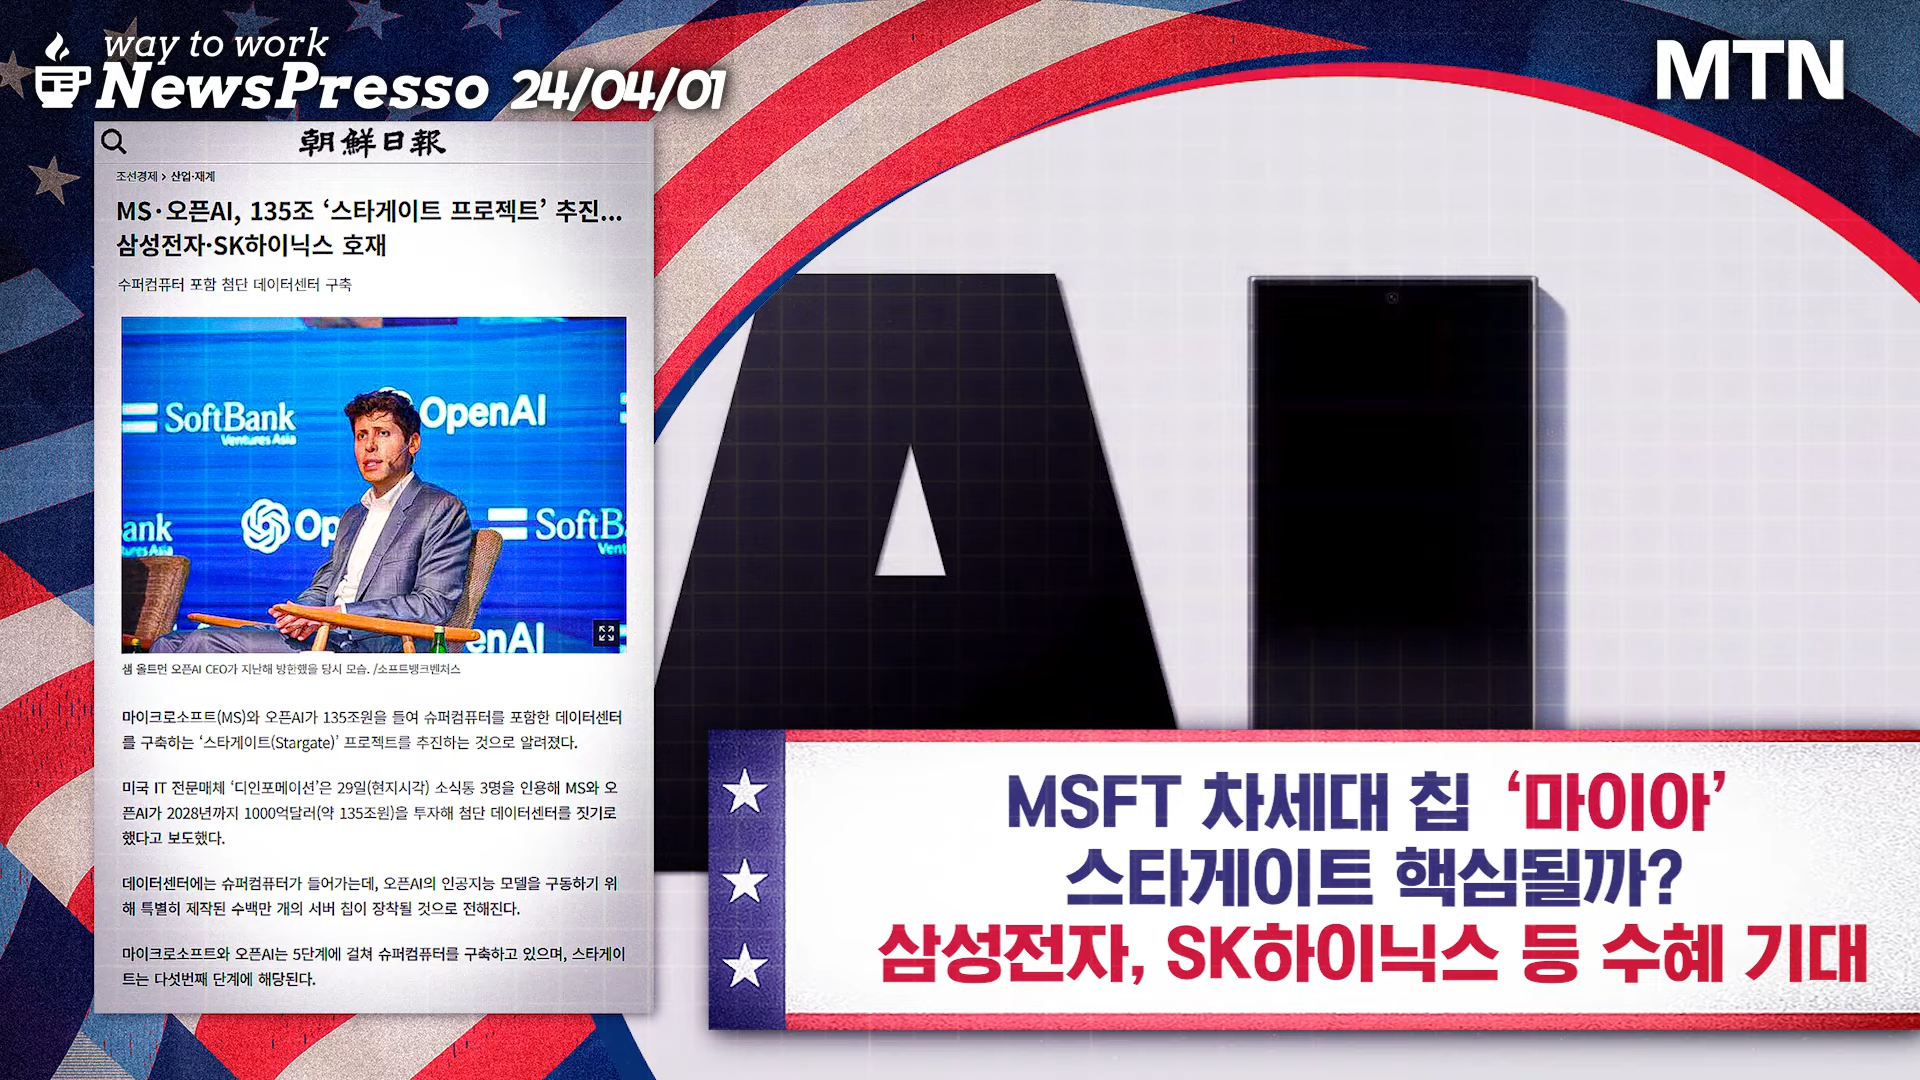 way to work
NewsPresso 24/04/01
MTN
朝鮮日報
조선경제 > 산업·재계
MS·오픈AI, 135조 ‘스타게이트 프로젝트’ 추진...
삼성전자·SK하이닉스 호재
수퍼컴퓨터 포함 첨단 데이터센터 구축
SoftBank
Ventures Asia
OpenAI
ank
tures Asia
Op
SoftB
Vent
enAI
샘 올트먼 오픈AI CEO가 지난해 방한했을 당시 모습. /소프트뱅크벤처스
마이크로소프트(MS)와 오픈AI가 135조원을 들여 슈퍼컴퓨터를 포함한 데이터센터
를 구축하는 ‘스타게이트(Stargate)’ 프로젝트를 추진하는 것으로 알려졌다.
미국 IT 전문매체 ‘디인포메이션’은 29일(현지시각) 소식통 3명을 인용해 MS와 오
픈AI가 2028년까지 1000억달러(약 135조원)을 투자해 첨단 데이터센터를 짓기로
했다고 보도했다.
데이터센터에는 슈퍼컴퓨터가 들어가는데, 오픈AI의 인공지능 모델을 구동하기 위
해 특별히 제작된 수백만 개의 서버 칩이 장착될 것으로 전해진다.
마이크로소프트와 오픈AI는 5단계에 걸쳐 슈퍼컴퓨터를 구축하고 있으며, 스타게이
트는 다섯번째 단계에 해당된다.
A
MSFT 차세대 칩 ‘마이아’
스타게이트 핵심될까?
삼성전자, SK하이닉스 등 수혜 기대